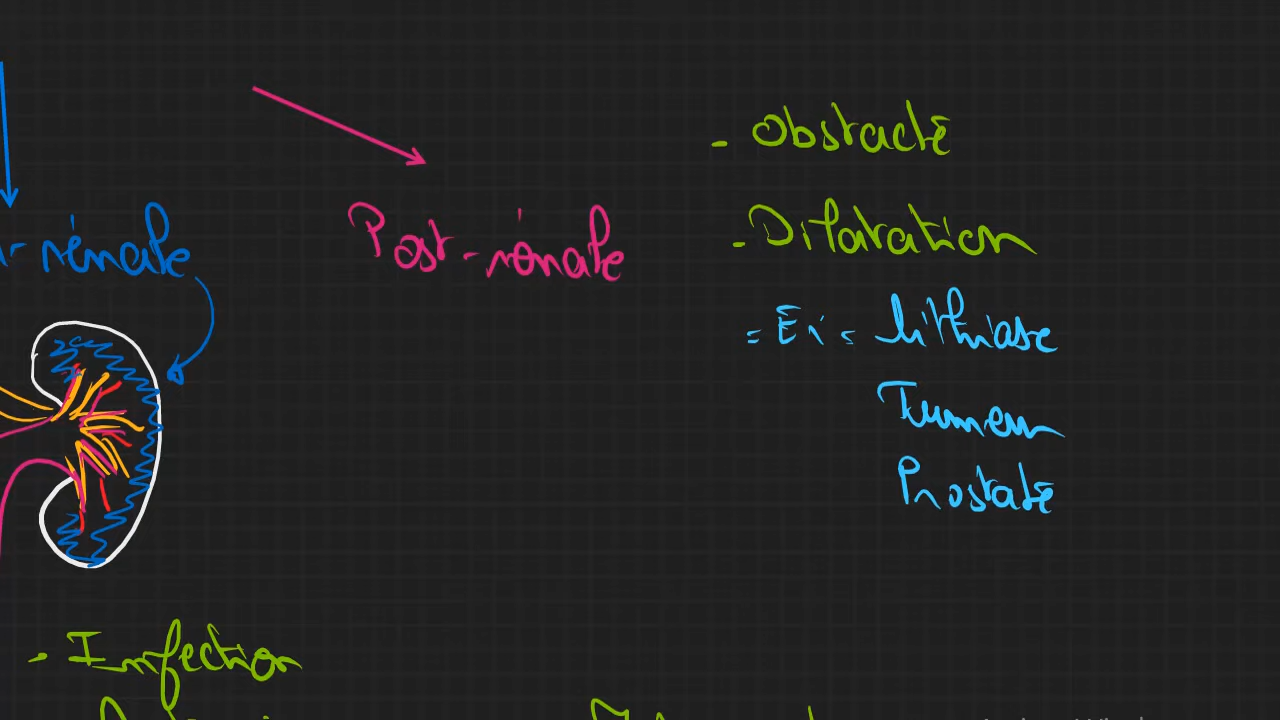 - Obstacle
- Dilatation
-rénale
Post-rénale
= Ex : lithiase
Tumeur
Prostate
- Infection